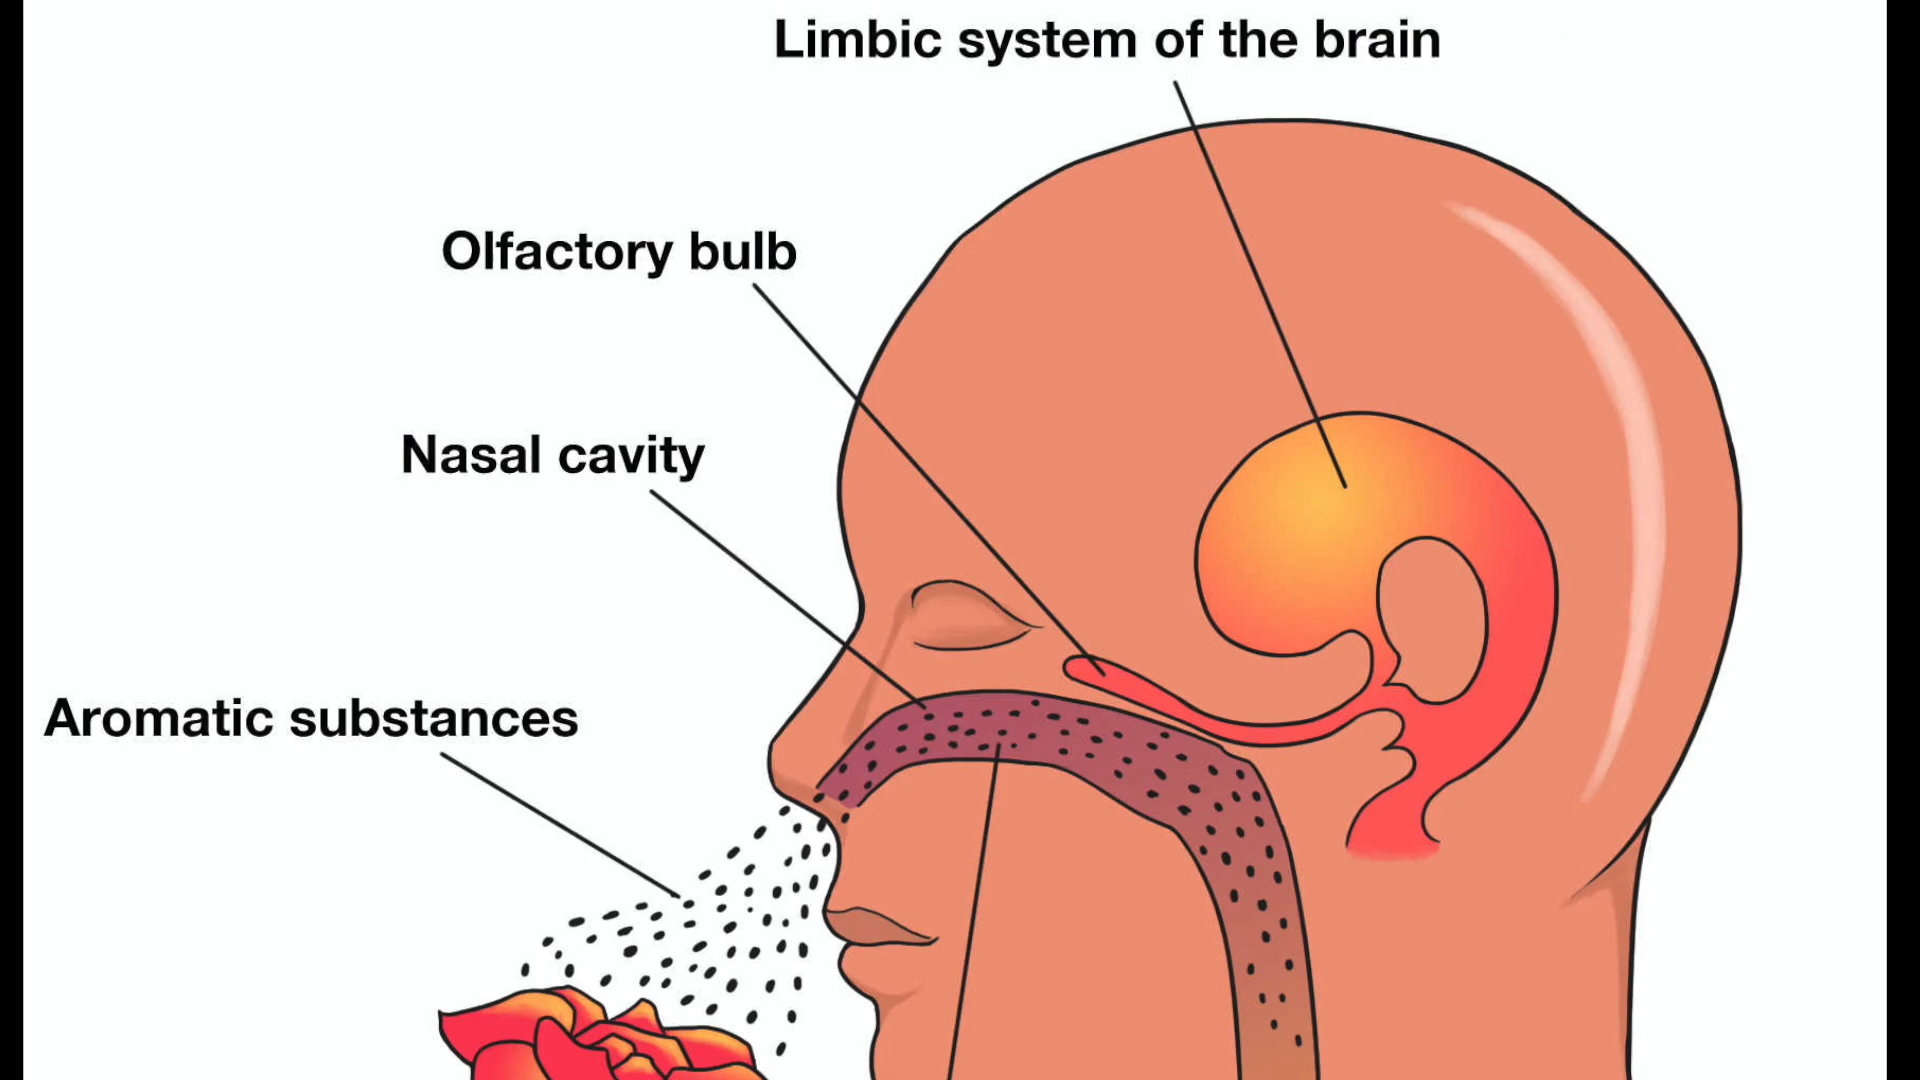 Limbic system of the brain
Olfactory bulb
Nasal cavity
Aromatic substances